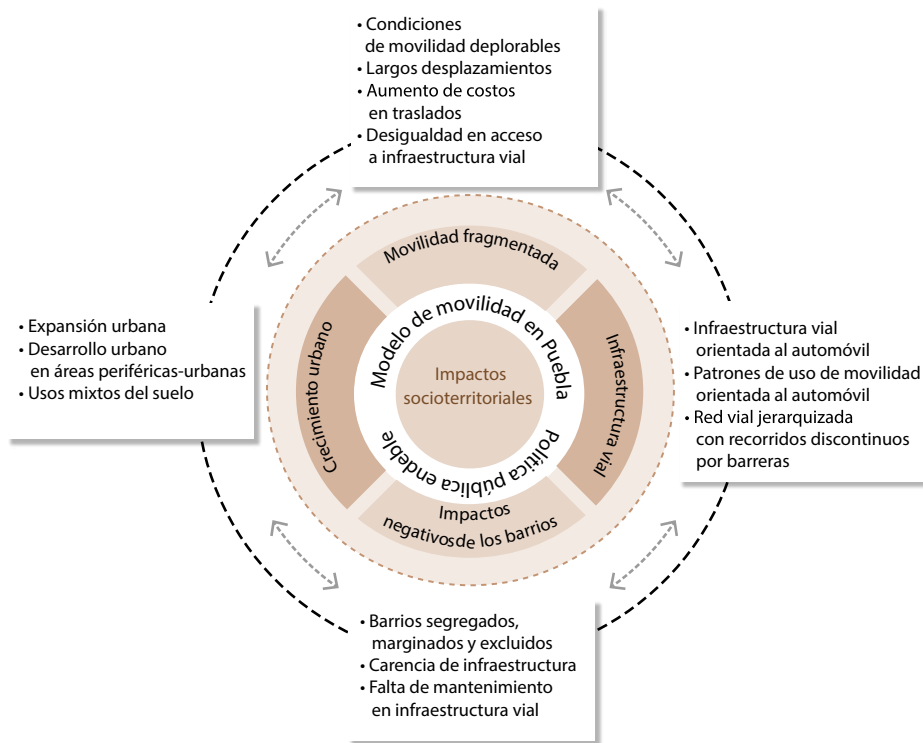 • Condiciones
de movilidad deplorables
• Largos desplazamientos
• Aumento de costos
en traslados
• Desigualdad en acceso
a infraestructura vial
• Expansión urbana
• Desarrollo urbano
en áreas periféricas-urbanas
• Usos mixtos del suelo
Movilidad fragmentada
Crecimiento urbano
Modelo de movilidad en Puebla
Impactos
socioterritoriales
Política pública endeble
Infraestructura vial
Impactos
negativosde los barrios
• Infraestructura vial
orientada al automóvil
• Patrones de uso de movilidad
orientada al automóvil
• Red vial jerarquizada
con recorridos discontinuos
por barreras
• Barrios segregados,
marginados y excluidos
• Carencia de infraestructura
• Falta de mantenimiento
en infraestructura vial